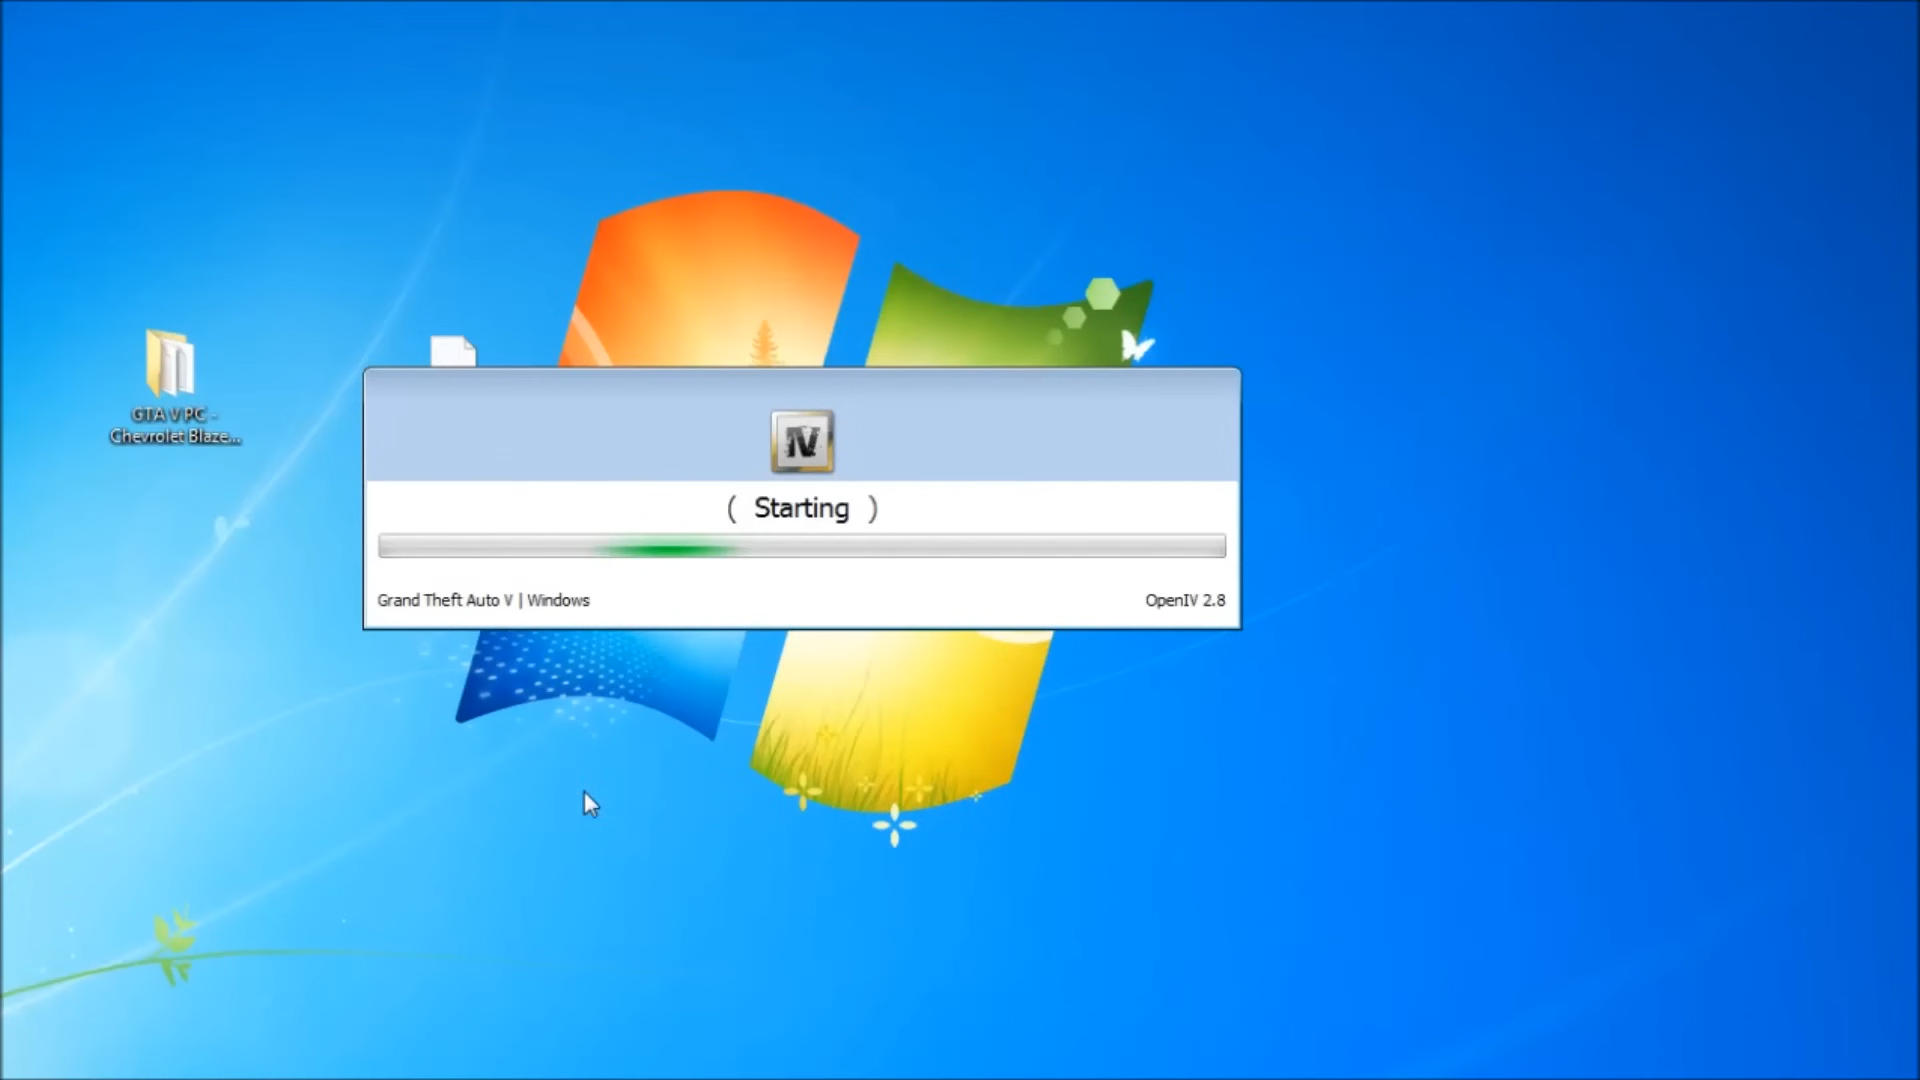 GTA V PC -
Chevrolet Blaze...
IV
( Starting )
Grand Theft Auto V | Windows
OpenIV 2.8